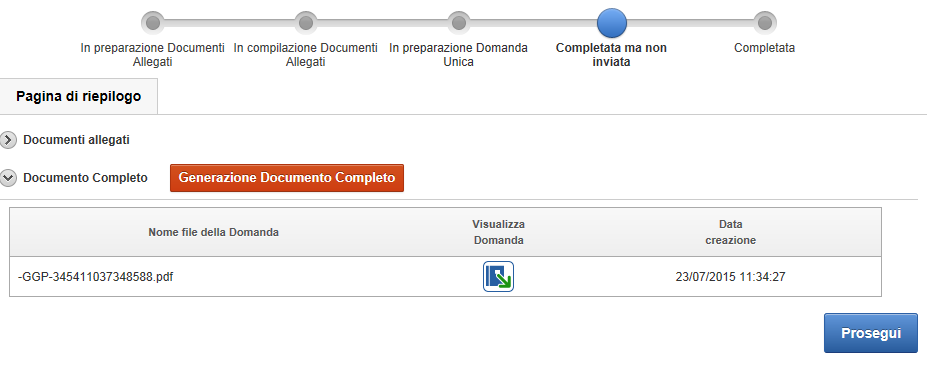 In preparazione Documenti
Allegati
In compilazione Documenti
Allegati
In preparazione Domanda
Unica
Completata ma non
inviata
Completata
Pagina di riepilogo
Documenti allegati
Documento Completo
Generazione Documento Completo
Nome file della Domanda
Visualizza
Domanda
Data
creazione
-GGP-345411037348588.pdf
23/07/2015 11:34:27
Prosegui